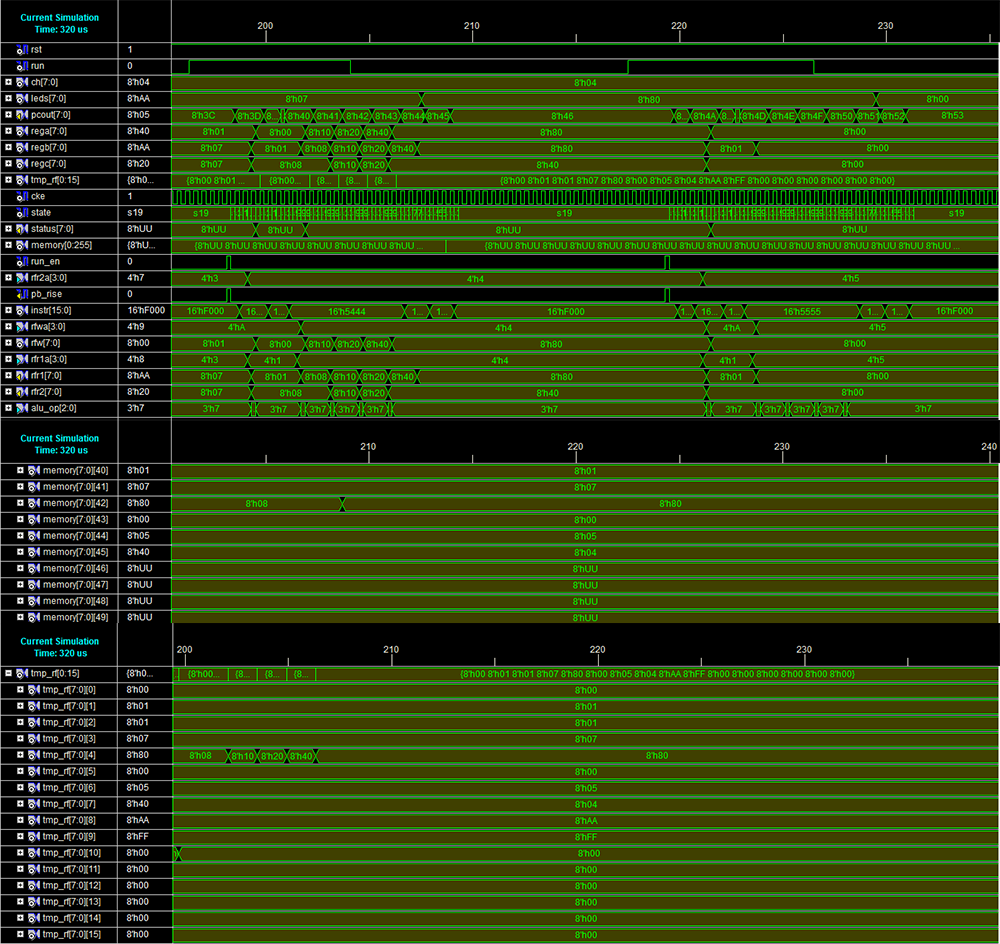 Current Simulation
Time: 320 us
200 210 220 230
rst 1
run 0
ch[7:0] 8'h04 8'h04
leds[7:0] 8'hAA 8'h07 8'h80 8'h00
pcout[7:0] 8'h05 8'h3C 8'h3D 8... 8'h40 8'h41 8'h42 8'h43 8'h44 8'h45 8'h46 8... 8'h4A 8... 8'h4D 8'h4E 8'h4F 8'h50 8'h51 8'h52 8'h53
rega[7:0] 8'h40 8'h01 8'h00 8'h10 8'h20 8'h40 8'h80 8'h00
regb[7:0] 8'hAA 8'h07 8'h01 8'h08 8'h10 8'h20 8'h40 8'h80 8'h01 8'h00
regc[7:0] 8'h20 8'h07 8'h08 8'h10 8'h20 8'h40 8'h00
tmp_rf[0:15] {8'h0... {8'h00 8'h01 ... {8'h00... {8... {8... {8... {8'h00 8'h01 8'h01 8'h07 8'h80 8'h00 8'h05 8'h04 8'hAA 8'hFF 8'h00 8'h00 8'h00 8'h00 8'h00 8'h00}
cke 1
state s19 s19 s19 s19
status[7:0] 8'hUU 8'hUU 8'hUU 8'hUU 8'hUU
memory[0:255] {8'hU... {8'hUU 8'hUU 8'hUU 8'hUU 8'hUU 8'hUU 8'hUU 8'hUU ... {8'hUU 8'hUU 8'hUU 8'hUU 8'hUU 8'hUU 8'hUU 8'hUU 8'hUU 8'hUU 8'hUU 8'hUU 8'hUU 8'hUU 8'hUU ...
run_en 0
rfr2a[3:0] 4'h7 4'h3 4'h4 4'h5
pb_rise 0
instr[15:0] 16'hF000 16'hF000 16... 1... 16'h5444 1... 1... 16'hF000 1... 16... 1... 16'h5555 1... 1... 16'hF000
rfwa[3:0] 4'h9 4'hA 4'h4 4'hA 4'h5
rfw[7:0] 8'h00 8'h01 8'h00 8'h10 8'h20 8'h40 8'h80 8'h00
rfr1a[3:0] 4'h8 4'h3 4'h1 4'h4 4'h1 4'h5
rfr1[7:0] 8'hAA 8'h07 8'h01 8'h08 8'h10 8'h20 8'h40 8'h80 8'h01 8'h00
rfr2[7:0] 8'h20 8'h07 8'h08 8'h10 8'h20 8'h40 8'h00
alu_op[2:0] 3'h7 3'h7 3'h7 3'h7 3'h7 3'h7 3'h7 3'h7 3'h7 3'h7 3'h7 3'h7
Current Simulation
Time: 320 us
210 220 230 240
memory[7:0][40] 8'h01 8'h01
memory[7:0][41] 8'h07 8'h07
memory[7:0][42] 8'h80 8'h08 8'h80
memory[7:0][43] 8'h00 8'h00
memory[7:0][44] 8'h05 8'h05
memory[7:0][45] 8'h40 8'h04
memory[7:0][46] 8'hUU 8'hUU
memory[7:0][47] 8'hUU 8'hUU
memory[7:0][48] 8'hUU 8'hUU
memory[7:0][49] 8'hUU 8'hUU
Current Simulation
Time: 320 us
200 210 220 230
tmp_rf[0:15] {8'h0... {8'h00... {8... {8... {8... {8'h00 8'h01 8'h01 8'h07 8'h80 8'h00 8'h05 8'h04 8'hAA 8'hFF 8'h00 8'h00 8'h00 8'h00 8'h00 8'h00}
tmp_rf[7:0][0] 8'h00 8'h00
tmp_rf[7:0][1] 8'h01 8'h01
tmp_rf[7:0][2] 8'h01 8'h01
tmp_rf[7:0][3] 8'h07 8'h07
tmp_rf[7:0][4] 8'h80 8'h08 8'h10 8'h20 8'h40 8'h80
tmp_rf[7:0][5] 8'h00 8'h00
tmp_rf[7:0][6] 8'h05 8'h05
tmp_rf[7:0][7] 8'h40 8'h04
tmp_rf[7:0][8] 8'hAA 8'hAA
tmp_rf[7:0][9] 8'hFF 8'hFF
tmp_rf[7:0][10] 8'h00 8'h00
tmp_rf[7:0][11] 8'h00 8'h00
tmp_rf[7:0][12] 8'h00 8'h00
tmp_rf[7:0][13] 8'h00 8'h00
tmp_rf[7:0][14] 8'h00 8'h00
tmp_rf[7:0][15] 8'h00 8'h00